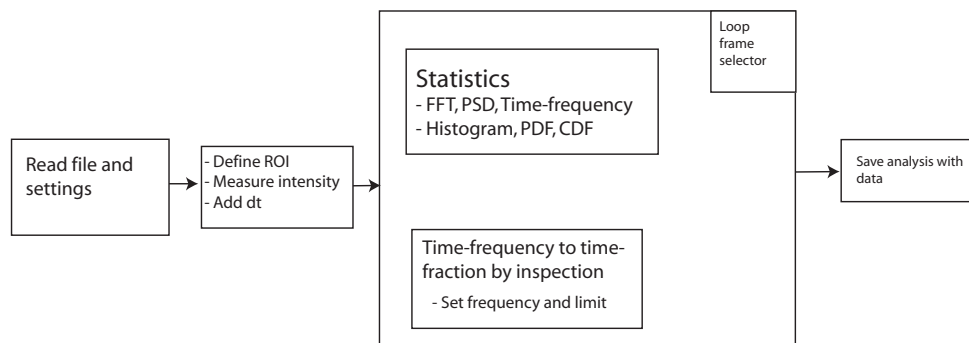 Read file and
settings
- Define ROI
- Measure intensity
- Add dt
Statistics
- FFT, PSD, Time-frequency
- Histogram, PDF, CDF
Loop
frame
selector
Time-frequency to time-
fraction by inspection
- Set frequency and limit
Save analysis with
data